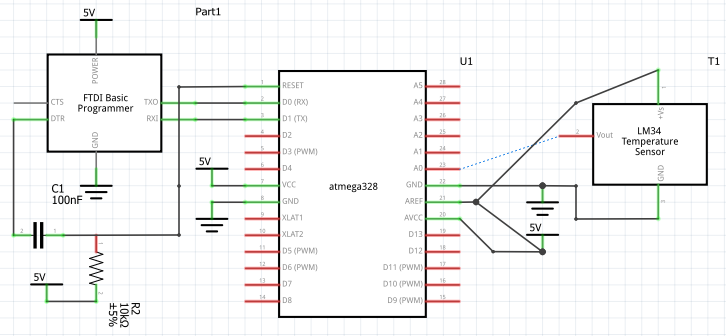 5V
Part1
POWER
CTS
DTR
FTDI Basic
Programmer
TXO
RXI
GND
C1
100nF
2
1
5V
1
2
R2
10kΩ
±5%
5V
U1
atmega328
1 RESET
2 D0 (RX)
3 D1 (TX)
4 D2
5 D3 (PWM)
6 D4
7 VCC
8 GND
9 XLAT1
10 XLAT2
11 D5 (PWM)
12 D6 (PWM)
13 D7
14 D8
A5 28
A4 27
A3 26
A2 25
A1 24
A0 23
GND 22
AREF 21
AVCC 20
D13 19
D12 18
D11 (PWM) 17
D10 (PWM) 16
D9 (PWM) 15
5V
T1
1
+Vs
2 Vout
LM34
Temperature
Sensor
GND
3